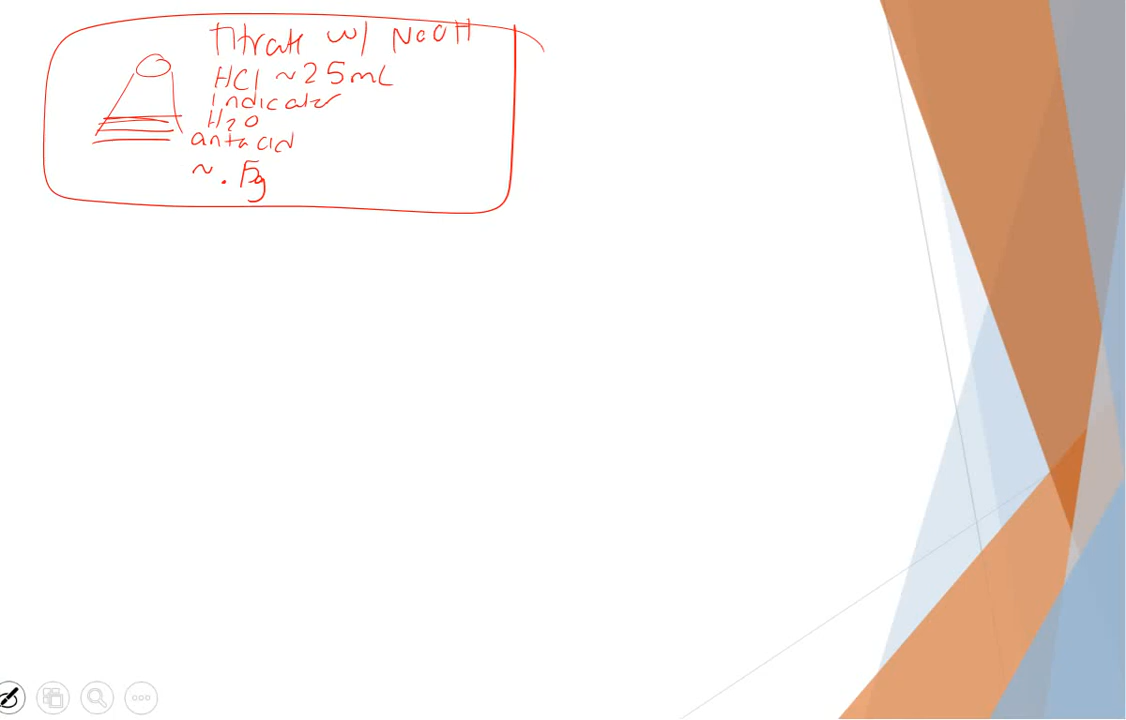 titrate w/ NaOH
HCl ~25mL
indicator
H2O
antacid
~.5g